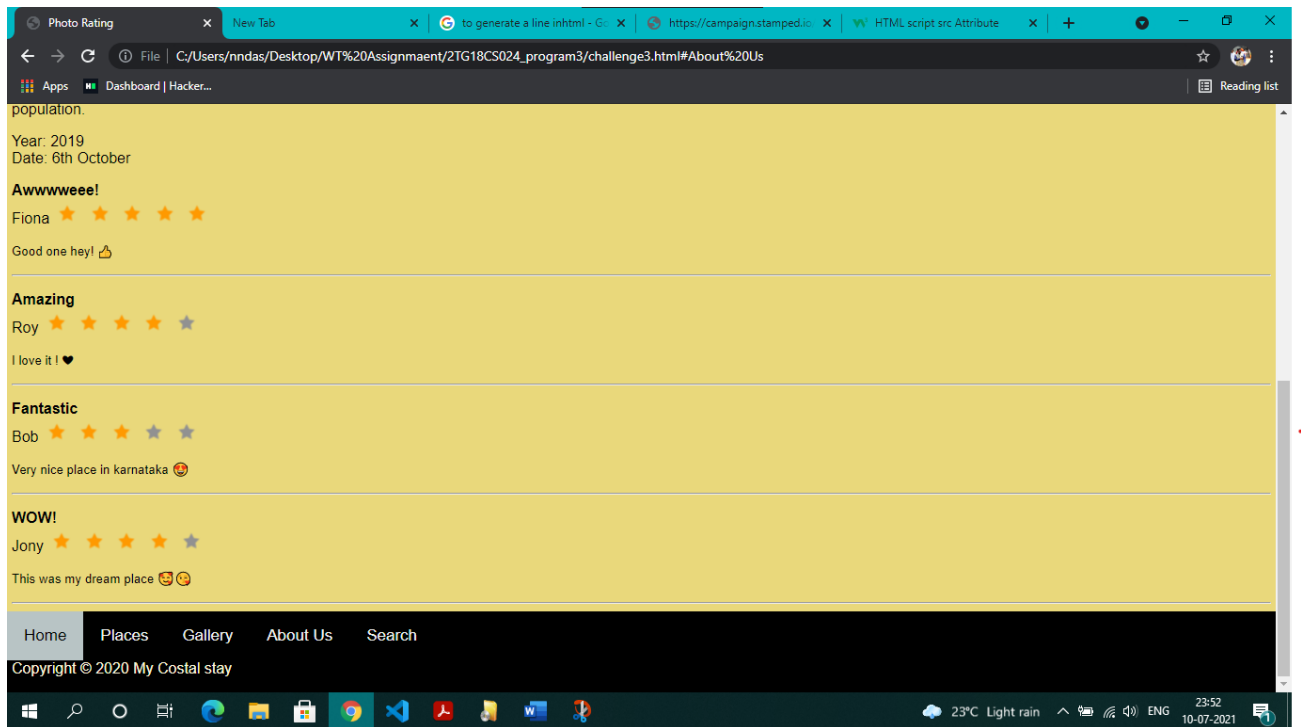 Photo Rating
New Tab
to generate a line inhtml - Go
https://campaign.stamped.io
HTML script src Attribute
File C:/Users/nndas/Desktop/WT%20Assignmaent/2TG18CS024_program3/challenge3.html#About%20Us
Apps
Dashboard | Hacker...
Reading list
population.
Year: 2019
Date: 6th October
Awwwweee!
Fiona
Good one hey! 👍
Amazing
Roy
I love it ! ❤
Fantastic
Bob
Very nice place in karnataka 😍
WOW!
Jony
This was my dream place 🥰😘
Home Places Gallery About Us Search
Copyright © 2020 My Costal stay
23°C Light rain
ENG
23:52
10-07-2021
1